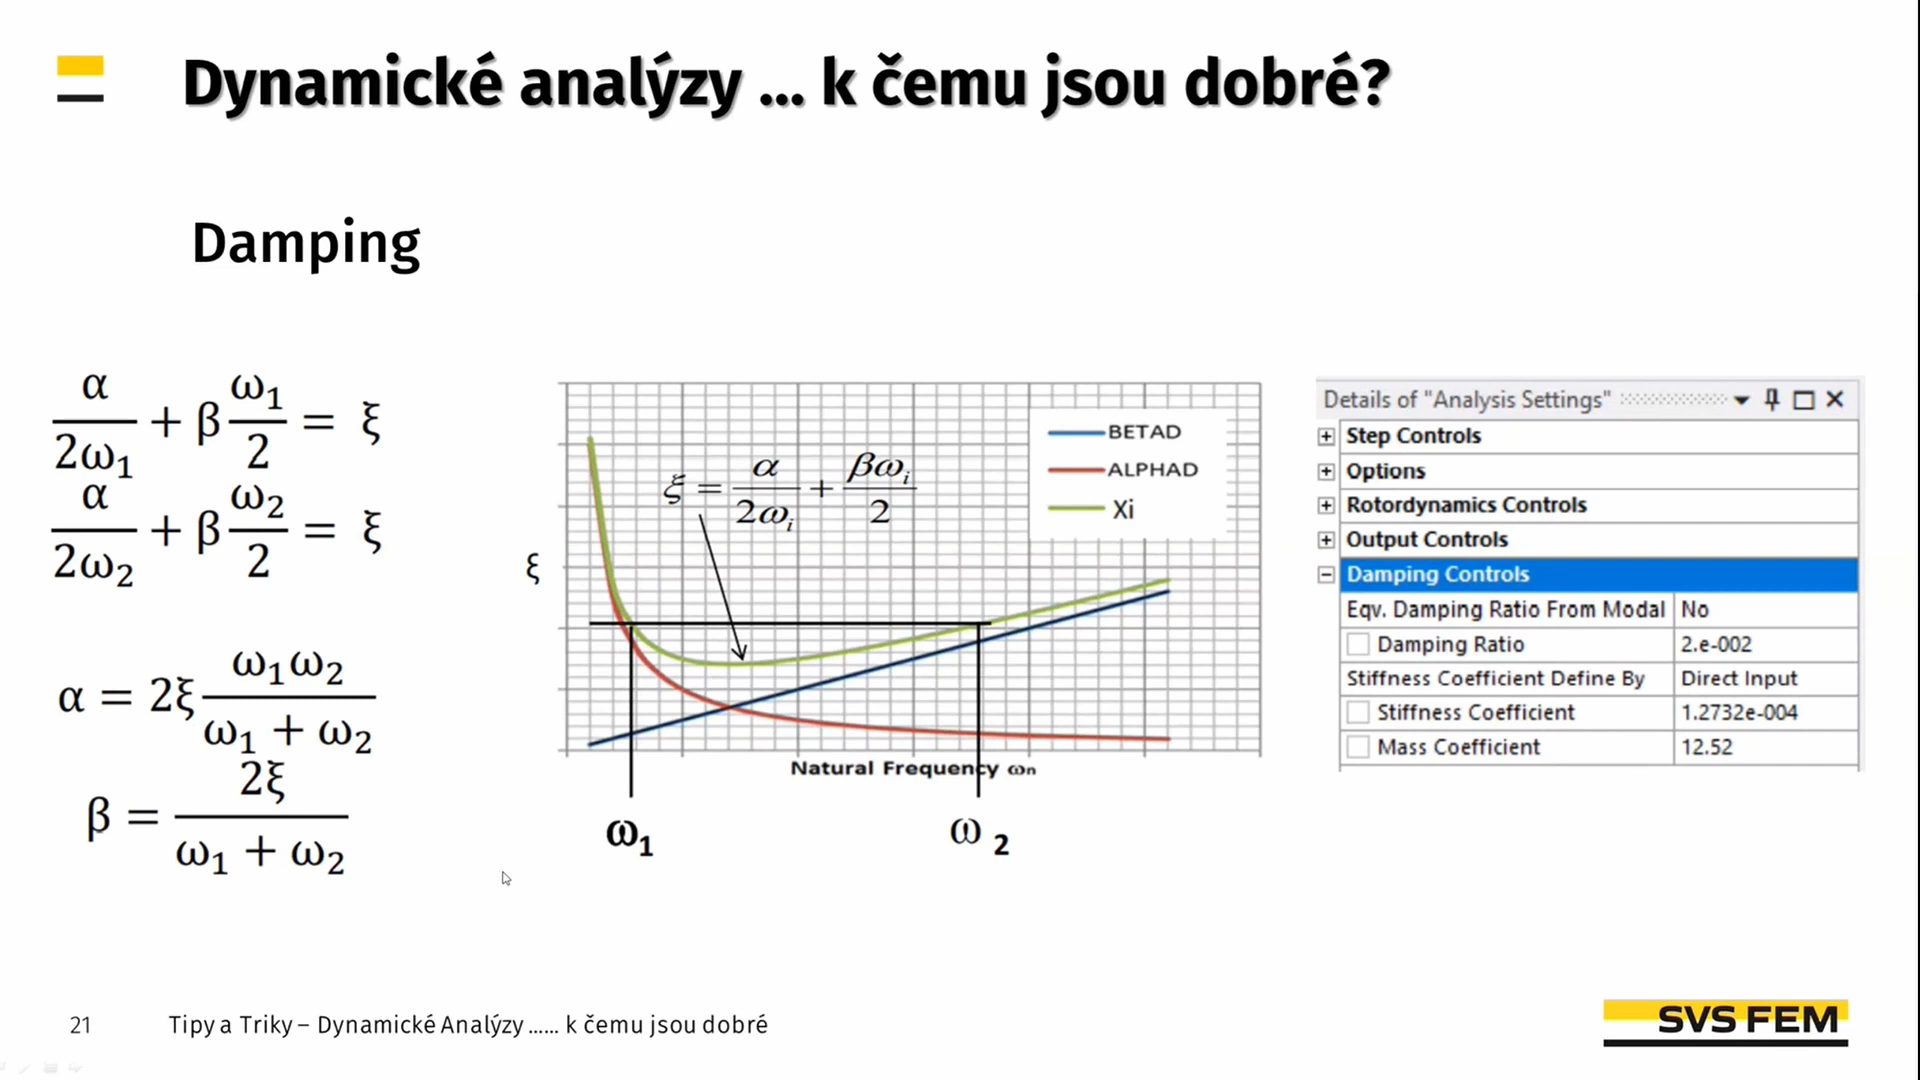 Dynamické analýzy ... k čemu jsou dobré?
Damping
α/2ω₁ + β ω₁/2 = ξ
α/2ω₂ + β ω₂/2 = ξ
α = 2ξ ω₁ω₂/ω₁ + ω₂
β = 2ξ/ω₁ + ω₂
ξ
ξ = α/2ωᵢ + βωᵢ/2
BETAD
ALPHAD
Xi
Natural Frequency ωn
ω₁
ω ₂
Details of "Analysis Settings"
Step Controls
Options
Rotordynamics Controls
Output Controls
Damping Controls
Eqv. Damping Ratio From Modal No
Damping Ratio 2.e-002
Stiffness Coefficient Define By Direct Input
Stiffness Coefficient 1.2732e-004
Mass Coefficient 12.52
21
Tipy a Triky – Dynamické Analýzy ...... k čemu jsou dobré
SVS FEM